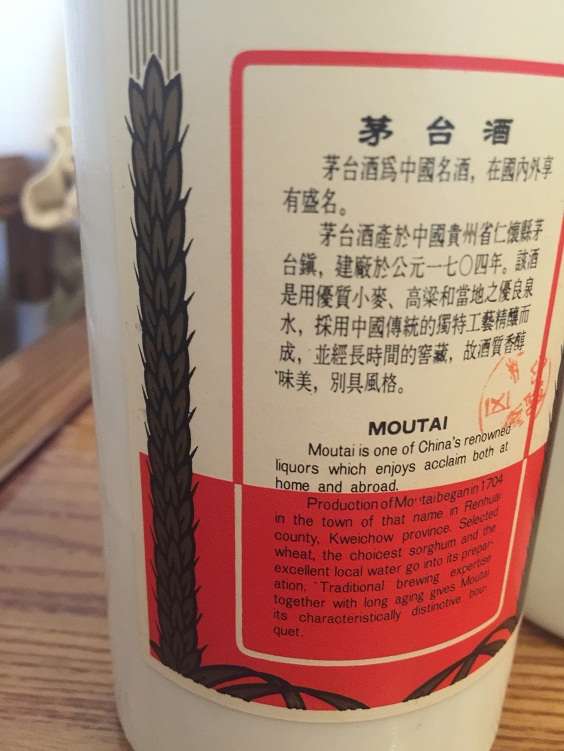 茅台酒
茅台酒爲中國名酒，在國內外享
有盛名。
茅台酒產於中國貴州省仁懷縣茅
台鎭，建廠於公元一七〇四年。該酒
是用優質小麥、高梁和當地之優良泉
水，採用中國傳統的獨特工藝精釀而
成，並經長時間的窖藏，故酒質香醇
味美，別具風格。
MOUTAI
Moutai is one of China's renowned
liquors which enjoys acclaim both at
home and abroad.
Production of Moutai began in 1704
in the town of that name in Renhuai
county, Kweichow province. Selected
wheat, the choicest sorghum and the
excellent local water go into its prepar-
ation. Traditional brewing expertise
together with long aging gives Moutai
its characteristically distinctive bou-
quet.